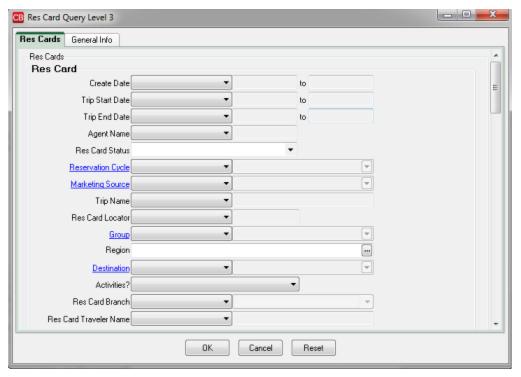 CB Res Card Query Level 3
Res Cards General Info
Res Cards
Res Card
Create Date to
Trip Start Date to
Trip End Date to
Agent Name
Res Card Status
Reservation Cycle
Marketing Source
Trip Name
Res Card Locator
Group
Region ...
Destination
Activities?
Res Card Branch
Res Card Traveler Name
OK Cancel Reset